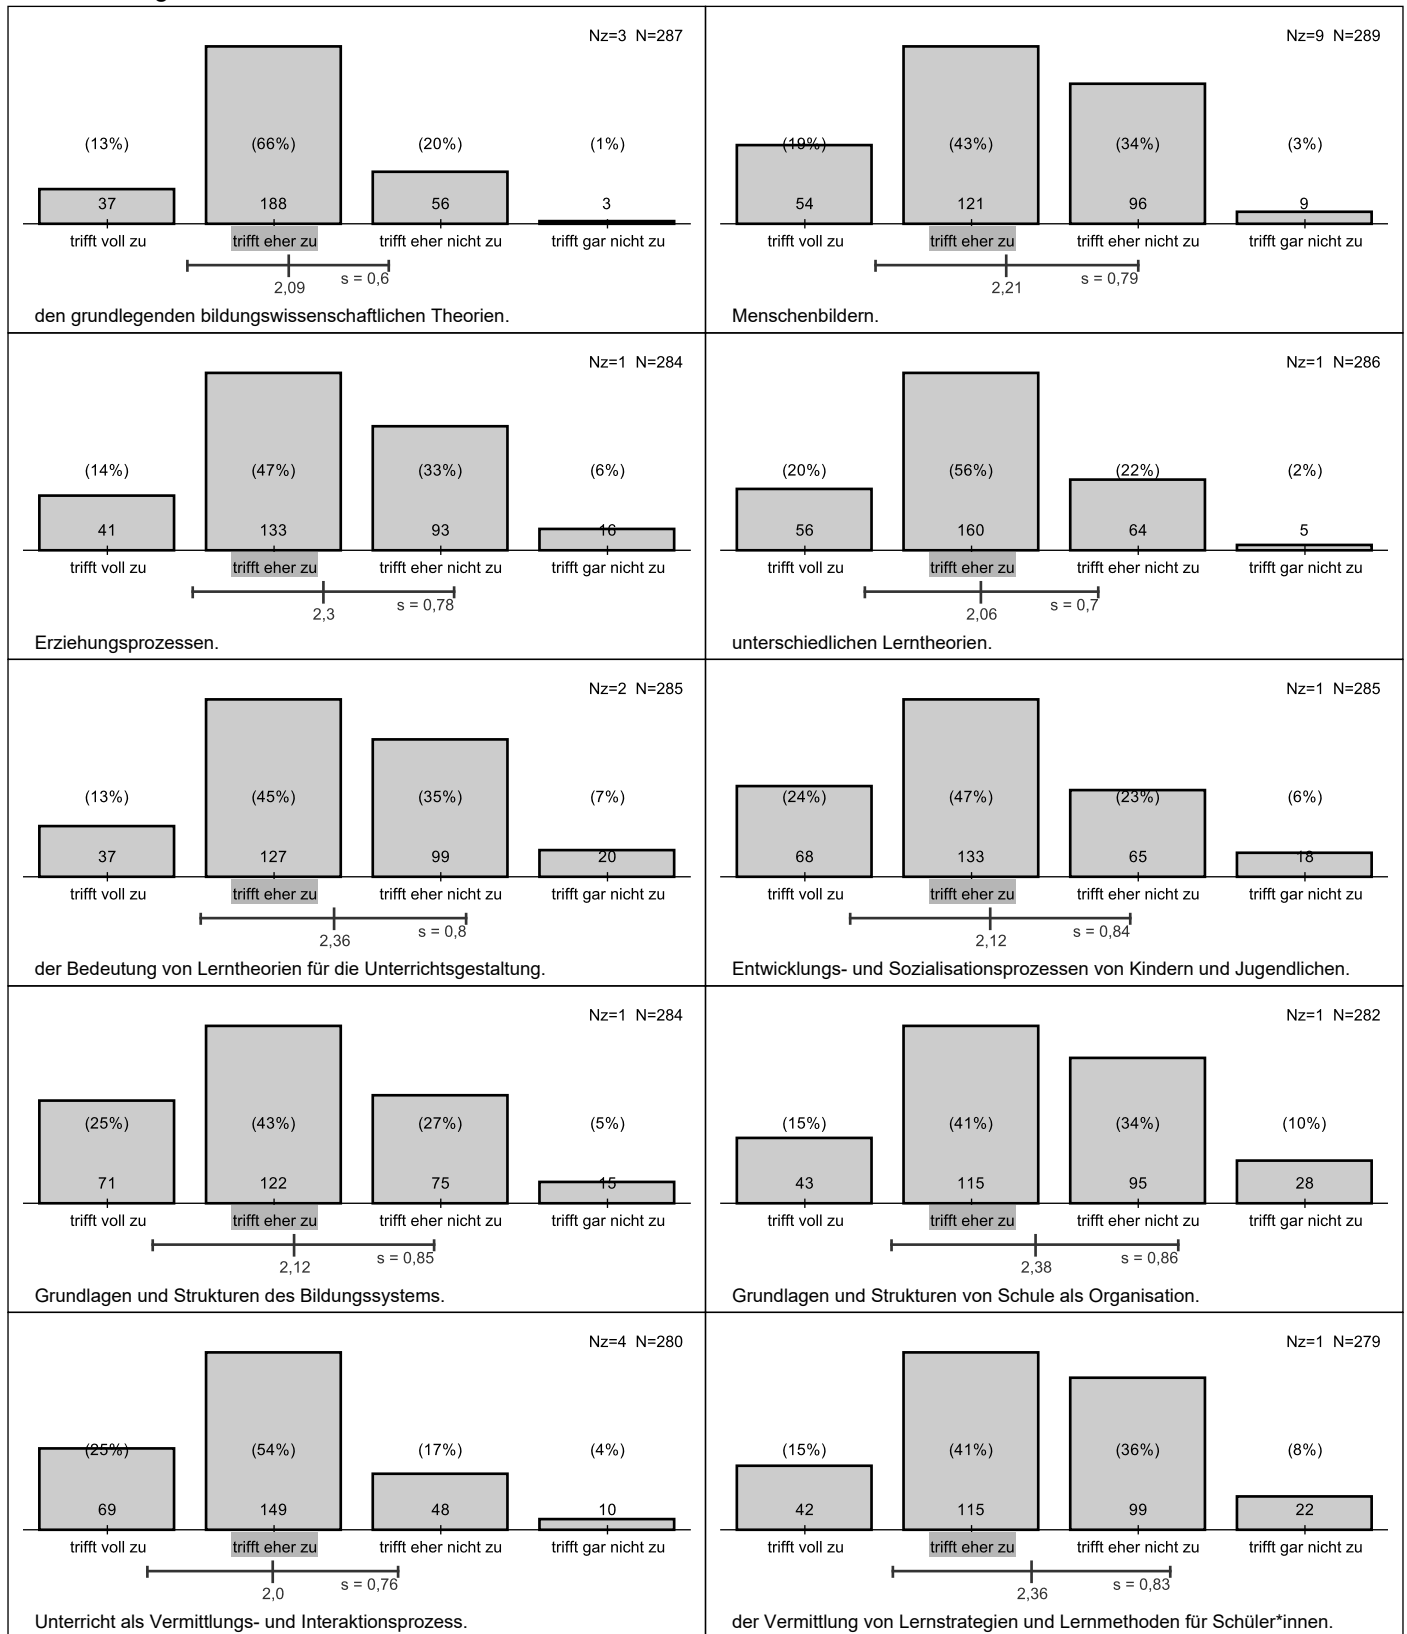 Nz=3 N=287
(13%) (66%) (20%) (1%)
37 188 56 3
trifft voll zu trifft eher zu trifft eher nicht zu trifft gar nicht zu
s = 0,6
2,09
den grundlegenden bildungswissenschaftlichen Theorien.
Nz=9 N=289
(19%) (43%) (34%) (3%)
54 121 96 9
trifft voll zu trifft eher zu trifft eher nicht zu trifft gar nicht zu
s = 0,79
2,21
Menschenbildern.
Nz=1 N=284
(14%) (47%) (33%) (6%)
41 133 93 16
trifft voll zu trifft eher zu trifft eher nicht zu trifft gar nicht zu
s = 0,78
2,3
Erziehungsprozessen.
Nz=1 N=286
(20%) (56%) (22%) (2%)
56 160 64 5
trifft voll zu trifft eher zu trifft eher nicht zu trifft gar nicht zu
s = 0,7
2,06
unterschiedlichen Lerntheorien.
Nz=2 N=285
(13%) (45%) (35%) (7%)
37 127 99 20
trifft voll zu trifft eher zu trifft eher nicht zu trifft gar nicht zu
s = 0,8
2,36
der Bedeutung von Lerntheorien für die Unterrichtsgestaltung.
Nz=1 N=285
(24%) (47%) (23%) (6%)
68 133 65 18
trifft voll zu trifft eher zu trifft eher nicht zu trifft gar nicht zu
s = 0,84
2,12
Entwicklungs- und Sozialisationsprozessen von Kindern und Jugendlichen.
Nz=1 N=284
(25%) (43%) (27%) (5%)
71 122 75 15
trifft voll zu trifft eher zu trifft eher nicht zu trifft gar nicht zu
s = 0,85
2,12
Grundlagen und Strukturen des Bildungssystems.
Nz=1 N=282
(15%) (41%) (34%) (10%)
43 115 95 28
trifft voll zu trifft eher zu trifft eher nicht zu trifft gar nicht zu
s = 0,86
2,38
Grundlagen und Strukturen von Schule als Organisation.
Nz=4 N=280
(25%) (54%) (17%) (4%)
69 149 48 10
trifft voll zu trifft eher zu trifft eher nicht zu trifft gar nicht zu
s = 0,76
2,0
Unterricht als Vermittlungs- und Interaktionsprozess.
Nz=1 N=279
(15%) (41%) (36%) (8%)
42 115 99 22
trifft voll zu trifft eher zu trifft eher nicht zu trifft gar nicht zu
s = 0,83
2,36
der Vermittlung von Lernstrategien und Lernmethoden für Schüler*innen.